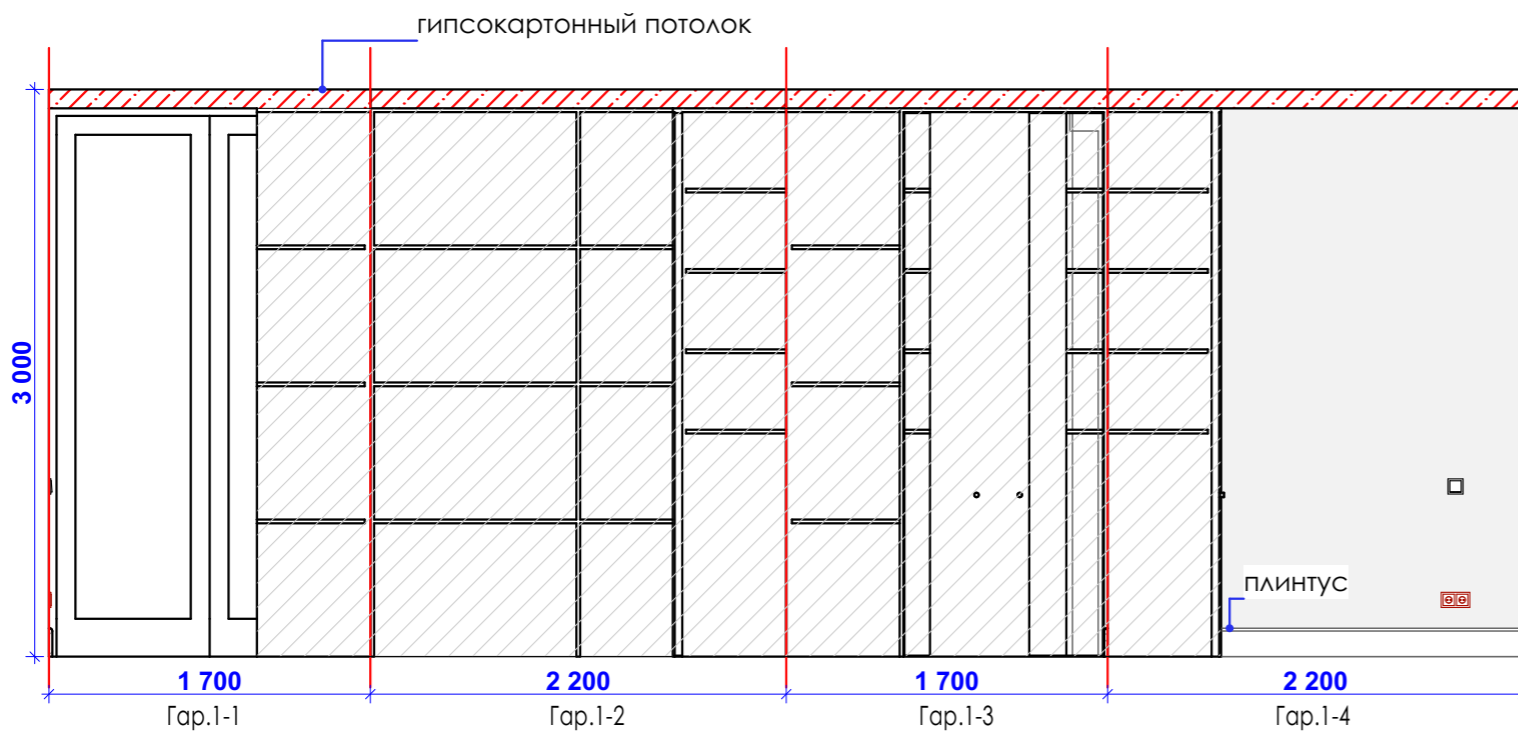 гипсокартонный потолок
3 000
плинтус
1 700
2 200
1 700
2 200
Гар.1-1
Гар.1-2
Гар.1-3
Гар.1-4